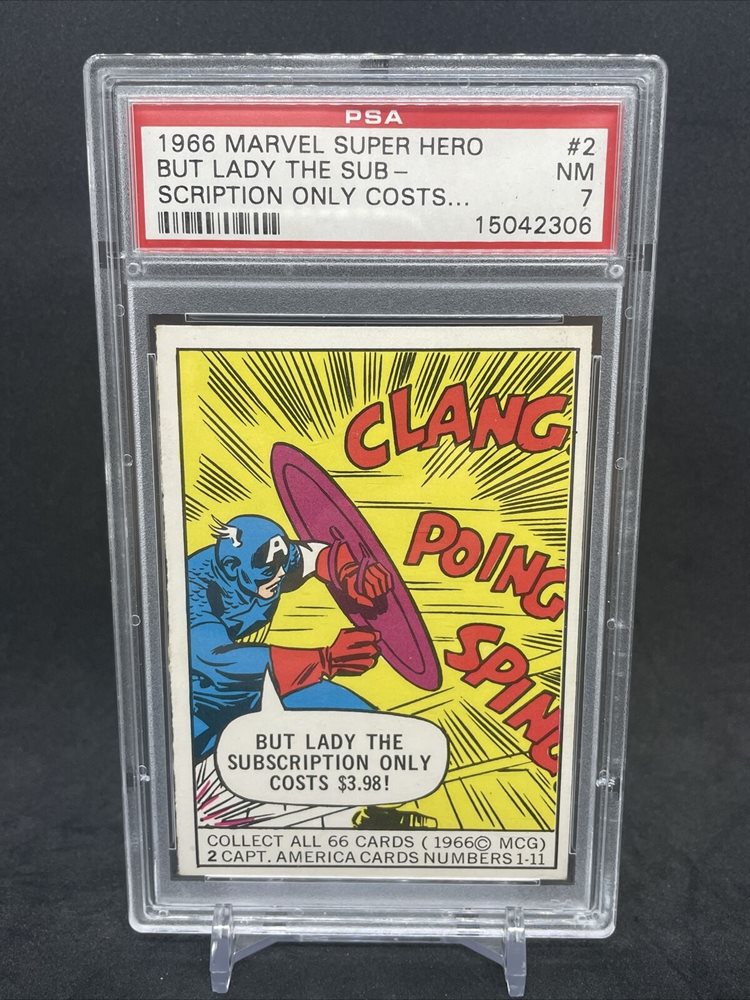 PSA
1966 MARVEL SUPER HERO #2
BUT LADY THE SUB- NM
SCRIPTION ONLY COSTS... 7
15042306
A
CLANG
POING
SPING
BUT LADY THE
SUBSCRIPTION ONLY
COSTS $3.98!
COLLECT ALL 66 CARDS (1966© MCG)
2 CAPT. AMERICA CARDS NUMBERS 1-11